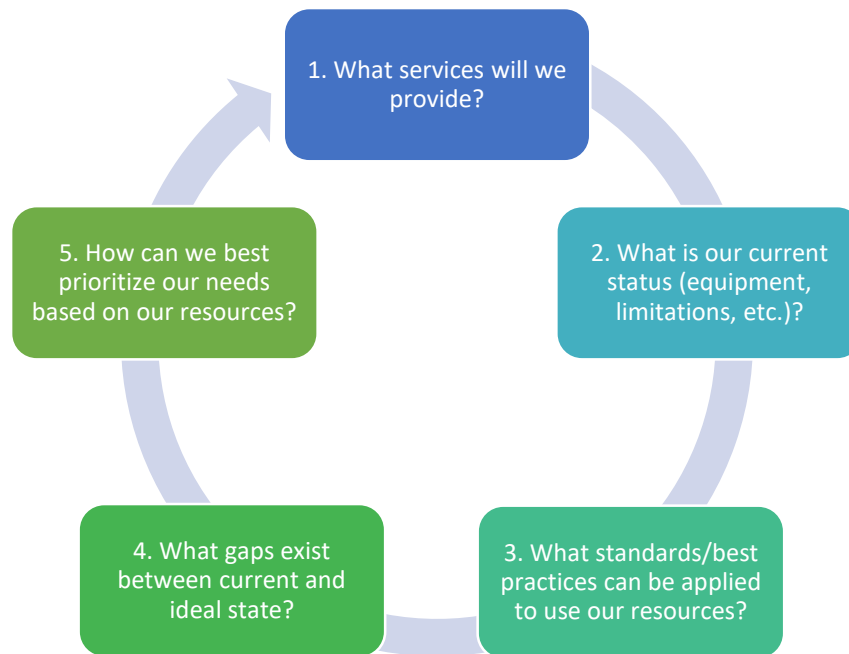 1. What services will we
provide?
2. What is our current
status (equipment,
limitations, etc.)?
3. What standards/best
practices can be applied
to use our resources?
4. What gaps exist
between current and
ideal state?
5. How can we best
prioritize our needs
based on our resources?